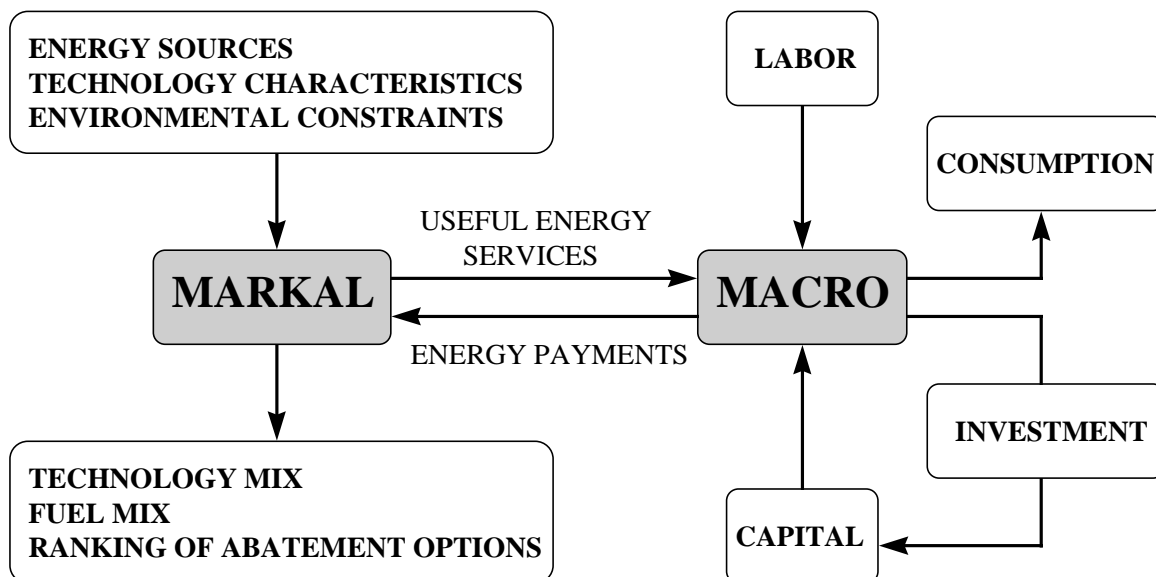 ENERGY SOURCES
TECHNOLOGY CHARACTERISTICS
ENVIRONMENTAL CONSTRAINTS
LABOR
CONSUMPTION
USEFUL ENERGY
SERVICES
MARKAL
MACRO
ENERGY PAYMENTS
INVESTMENT
TECHNOLOGY MIX
FUEL MIX
RANKING OF ABATEMENT OPTIONS
CAPITAL